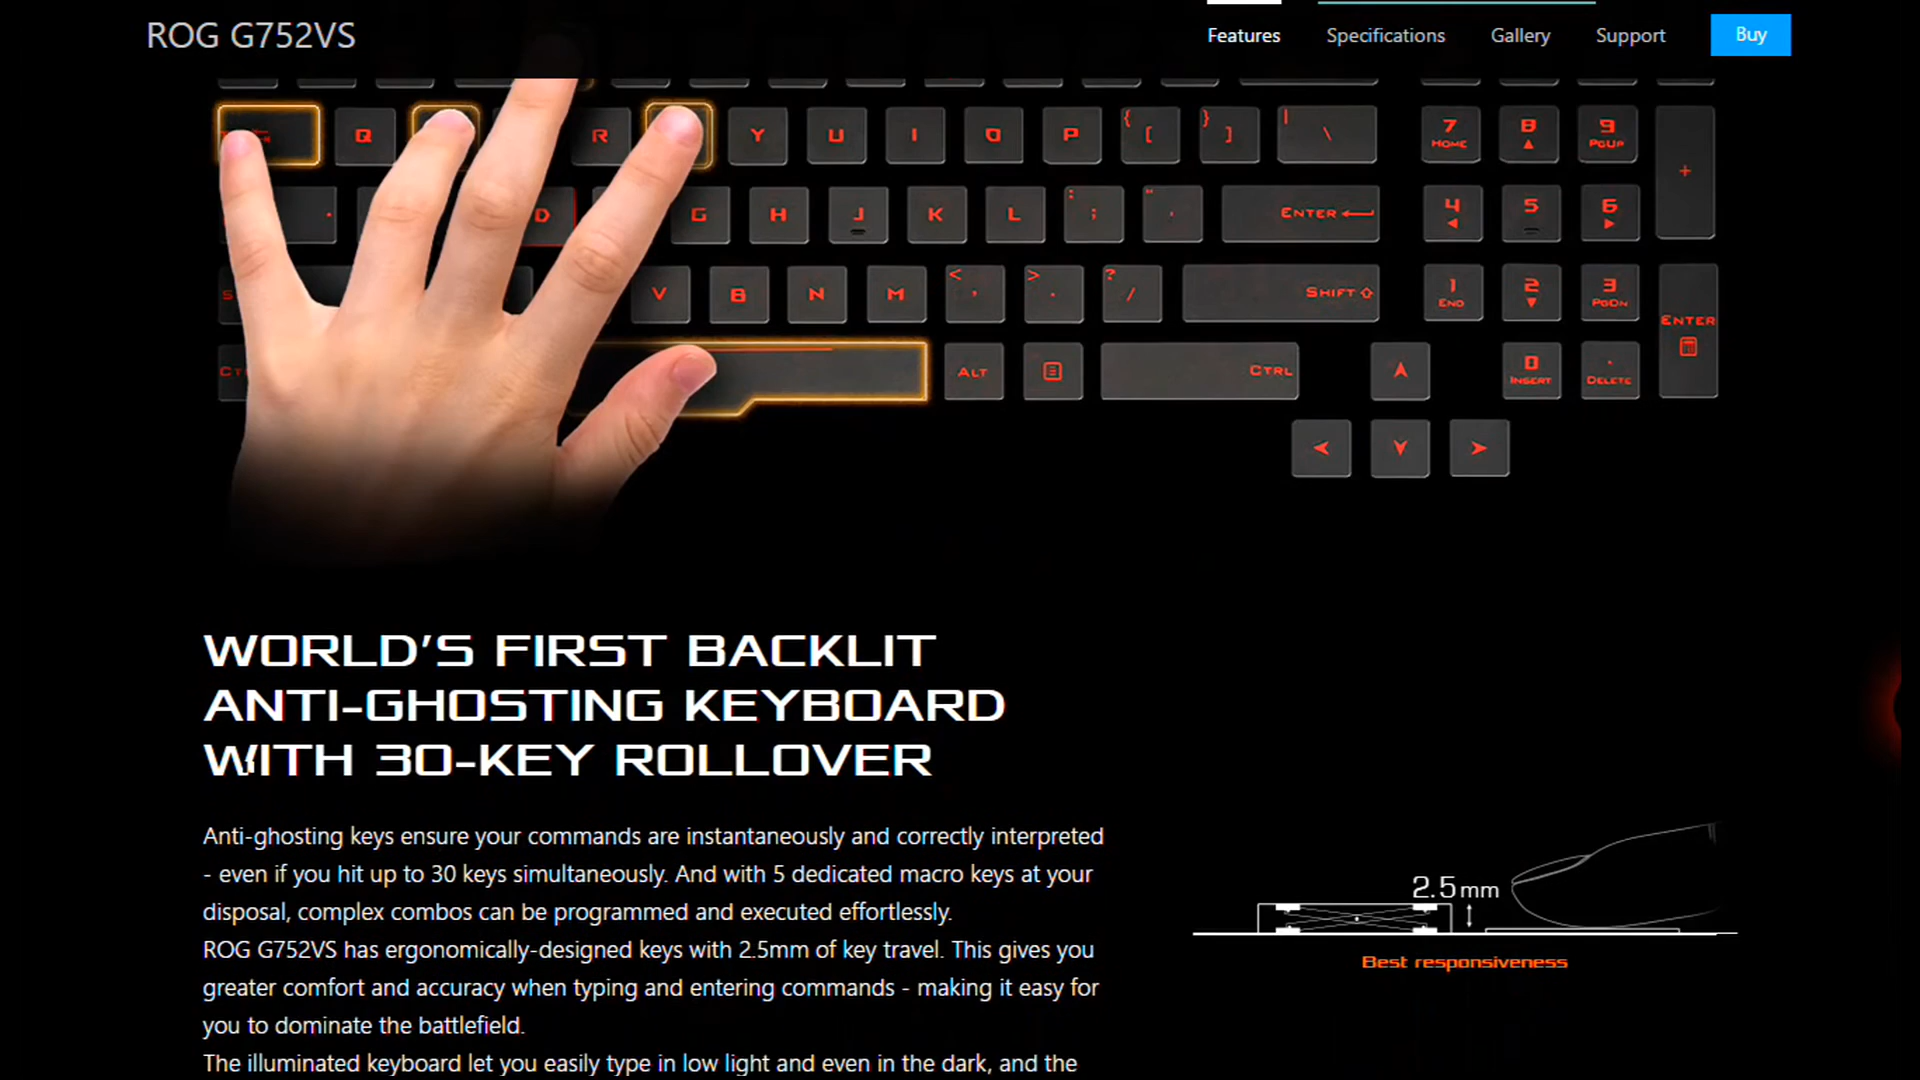 ROG G752VS
Features Specifications Gallery Support Buy
Q R Y U I O P { [ } ] | \ 7 HOME 8 9 PGUP +
D G H J K L : ; " ' ENTER 4 5 6
S V B N M < , > . ? / SHIFT 1 END 2 3 PGDN ENTER
CT ALT CTRL 0 INSERT . DELETE
WORLD'S FIRST BACKLIT
ANTI-GHOSTING KEYBOARD
WITH 30-KEY ROLLOVER
Anti-ghosting keys ensure your commands are instantaneously and correctly interpreted
- even if you hit up to 30 keys simultaneously. And with 5 dedicated macro keys at your
disposal, complex combos can be programmed and executed effortlessly.
ROG G752VS has ergonomically-designed keys with 2.5mm of key travel. This gives you
greater comfort and accuracy when typing and entering commands - making it easy for
you to dominate the battlefield.
The illuminated keyboard let you easily type in low light and even in the dark, and the
2.5mm
Best responsiveness